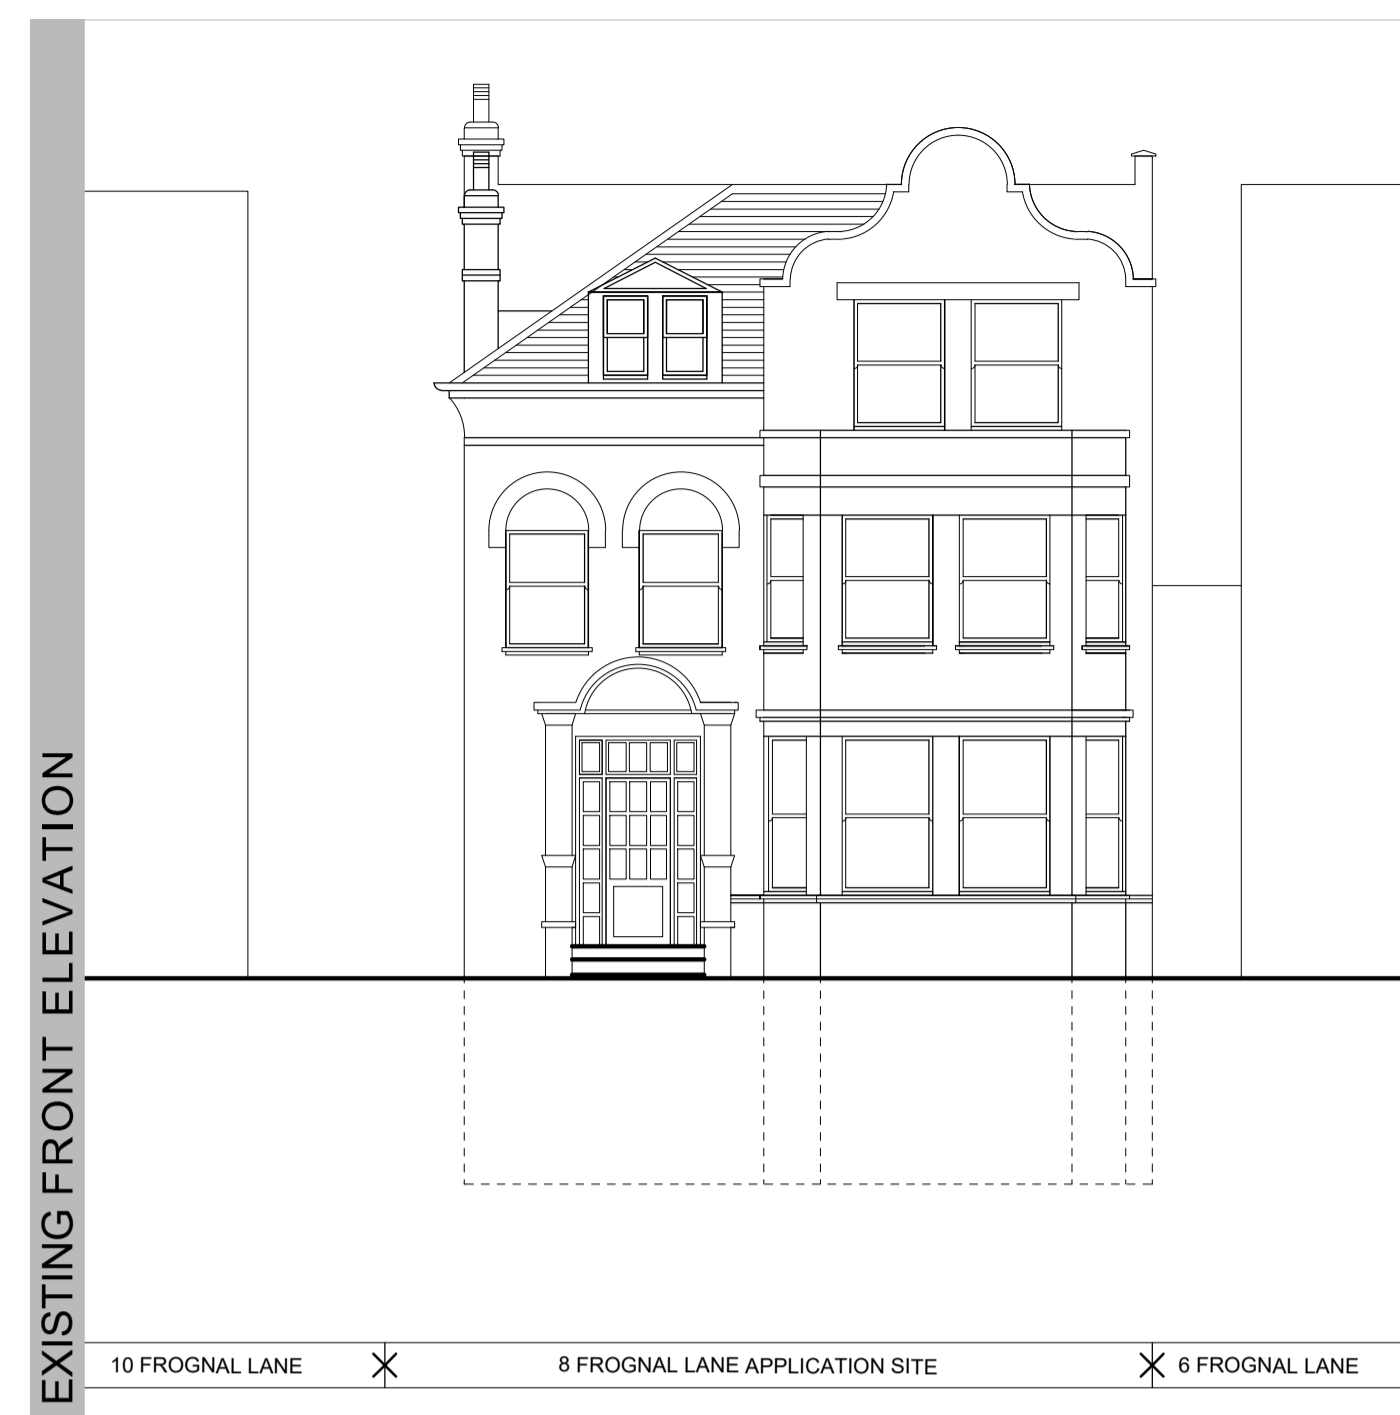 EXISTING FRONT ELEVATION
10 FROGNAL LANE
8 FROGNAL LANE APPLICATION SITE
6 FROGNAL LANE